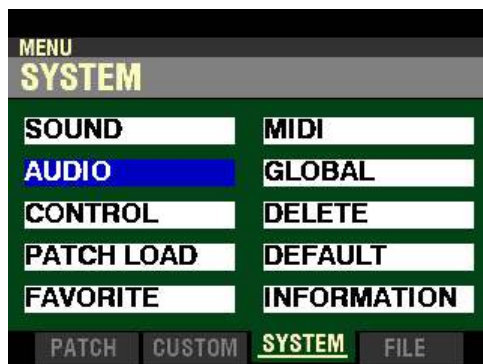 MENU
SYSTEM
SOUND
MIDI
AUDIO
GLOBAL
CONTROL
DELETE
PATCH LOAD
DEFAULT
FAVORITE
INFORMATION
PATCH CUSTOM SYSTEM FILE